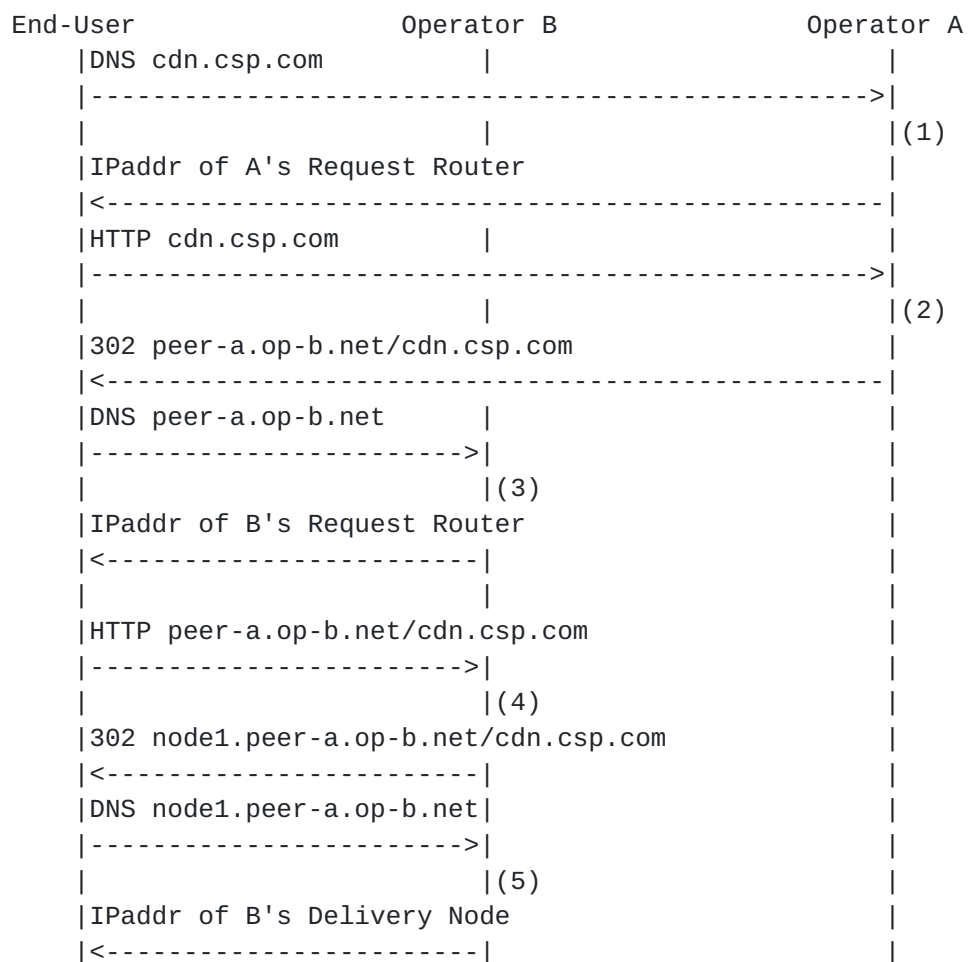 End-User                 Operator B                Operator A
    |DNS cdn.csp.com          |                         |
    |-------------------------------------------------->|
    |                         |                         |(1)
    |IPaddr of A's Request Router                       |
    |<--------------------------------------------------|
    |HTTP cdn.csp.com         |                         |
    |-------------------------------------------------->|
    |                         |                         |(2)
    |302 peer-a.op-b.net/cdn.csp.com                    |
    |<--------------------------------------------------|
    |DNS peer-a.op-b.net      |                         |
    |------------------------>|                         |
    |                         |(3)                      |
    |IPaddr of B's Request Router                       |
    |<------------------------|                         |
    |                         |                         |
    |HTTP peer-a.op-b.net/cdn.csp.com                   |
    |------------------------>|                         |
    |                         |(4)                      |
    |302 node1.peer-a.op-b.net/cdn.csp.com              |
    |<------------------------|                         |
    |DNS node1.peer-a.op-b.net|                         |
    |------------------------>|                         |
    |                         |(5)                      |
    |IPaddr of B's Delivery Node                        |
    |<------------------------|                         |